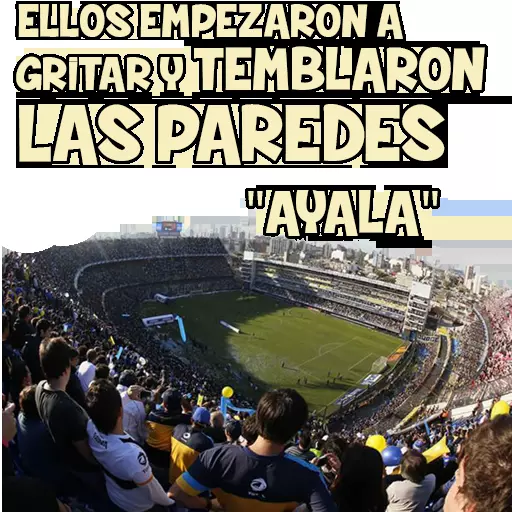 ELLOS EMPEZARON A
GRITAR Y TEMBLARON
LAS PAREDES
"AYALA"